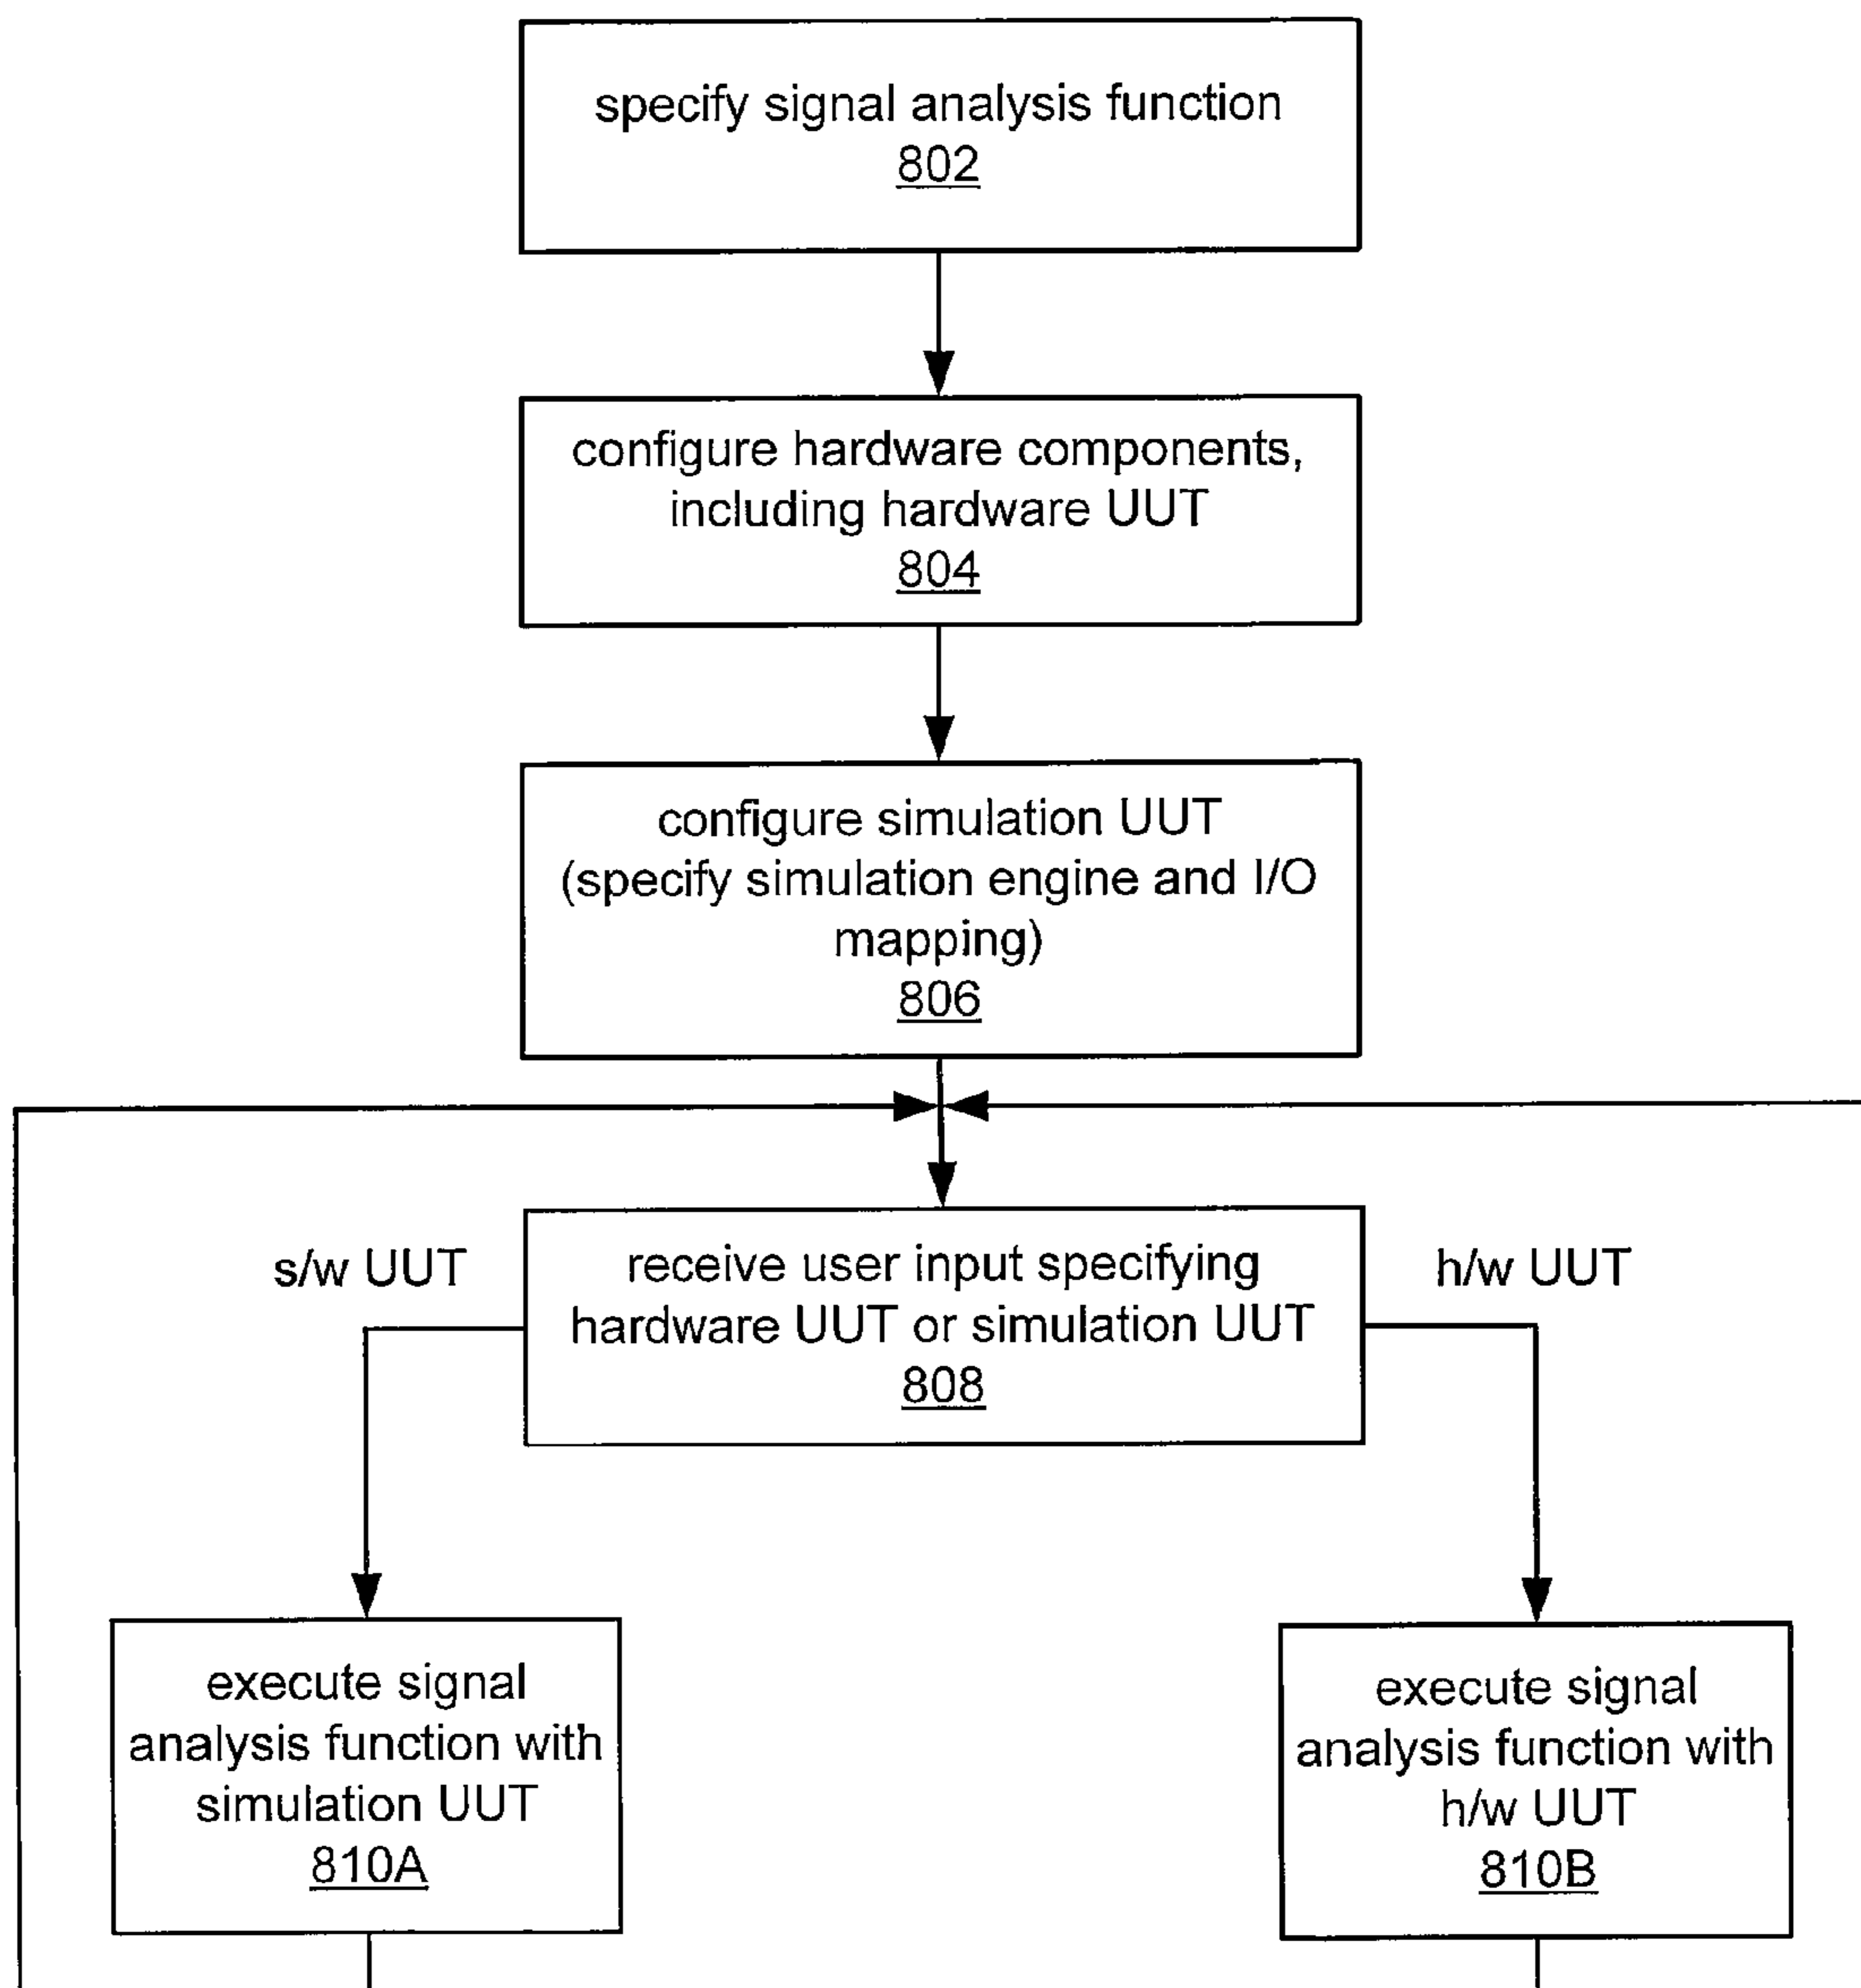 specify signal analysis function
802
configure hardware components,
including hardware UUT
804
configure simulation UUT
(specify simulation engine and I/O
mapping)
806
s/w UUT
receive user input specifying
hardware UUT or simulation UUT
808
h/w UUT
execute signal
analysis function with
simulation UUT
810A
execute signal
analysis function with
h/w UUT
810B